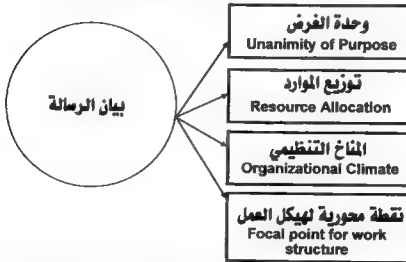 بيان الرسالة
وحدة الغرض
Unanimity of Purpose
توزيع الموارد
Resource Allocation
المناخ التنظيمي
Organizational Climate
نقطة محورية لهيكل العمل
Focal point for work
structure